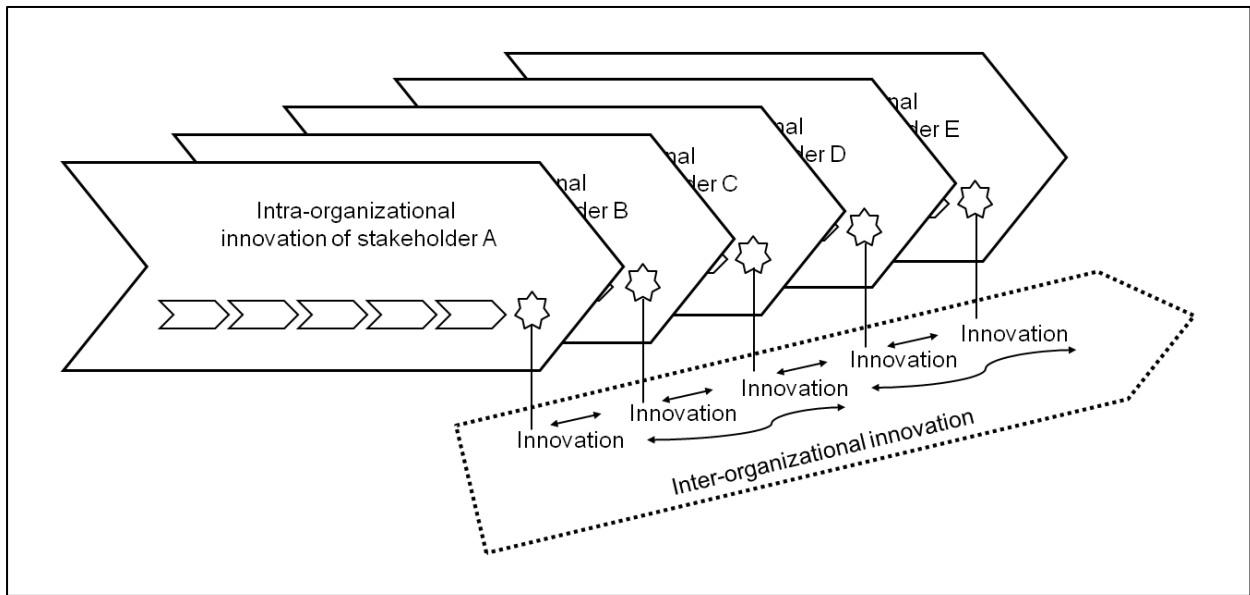 Intra-organizational
innovation of stakeholder A
nal
der B
nal
der C
nal
der D
nal
der E
Innovation
Innovation
Innovation
Innovation
Innovation
Inter-organizational innovation